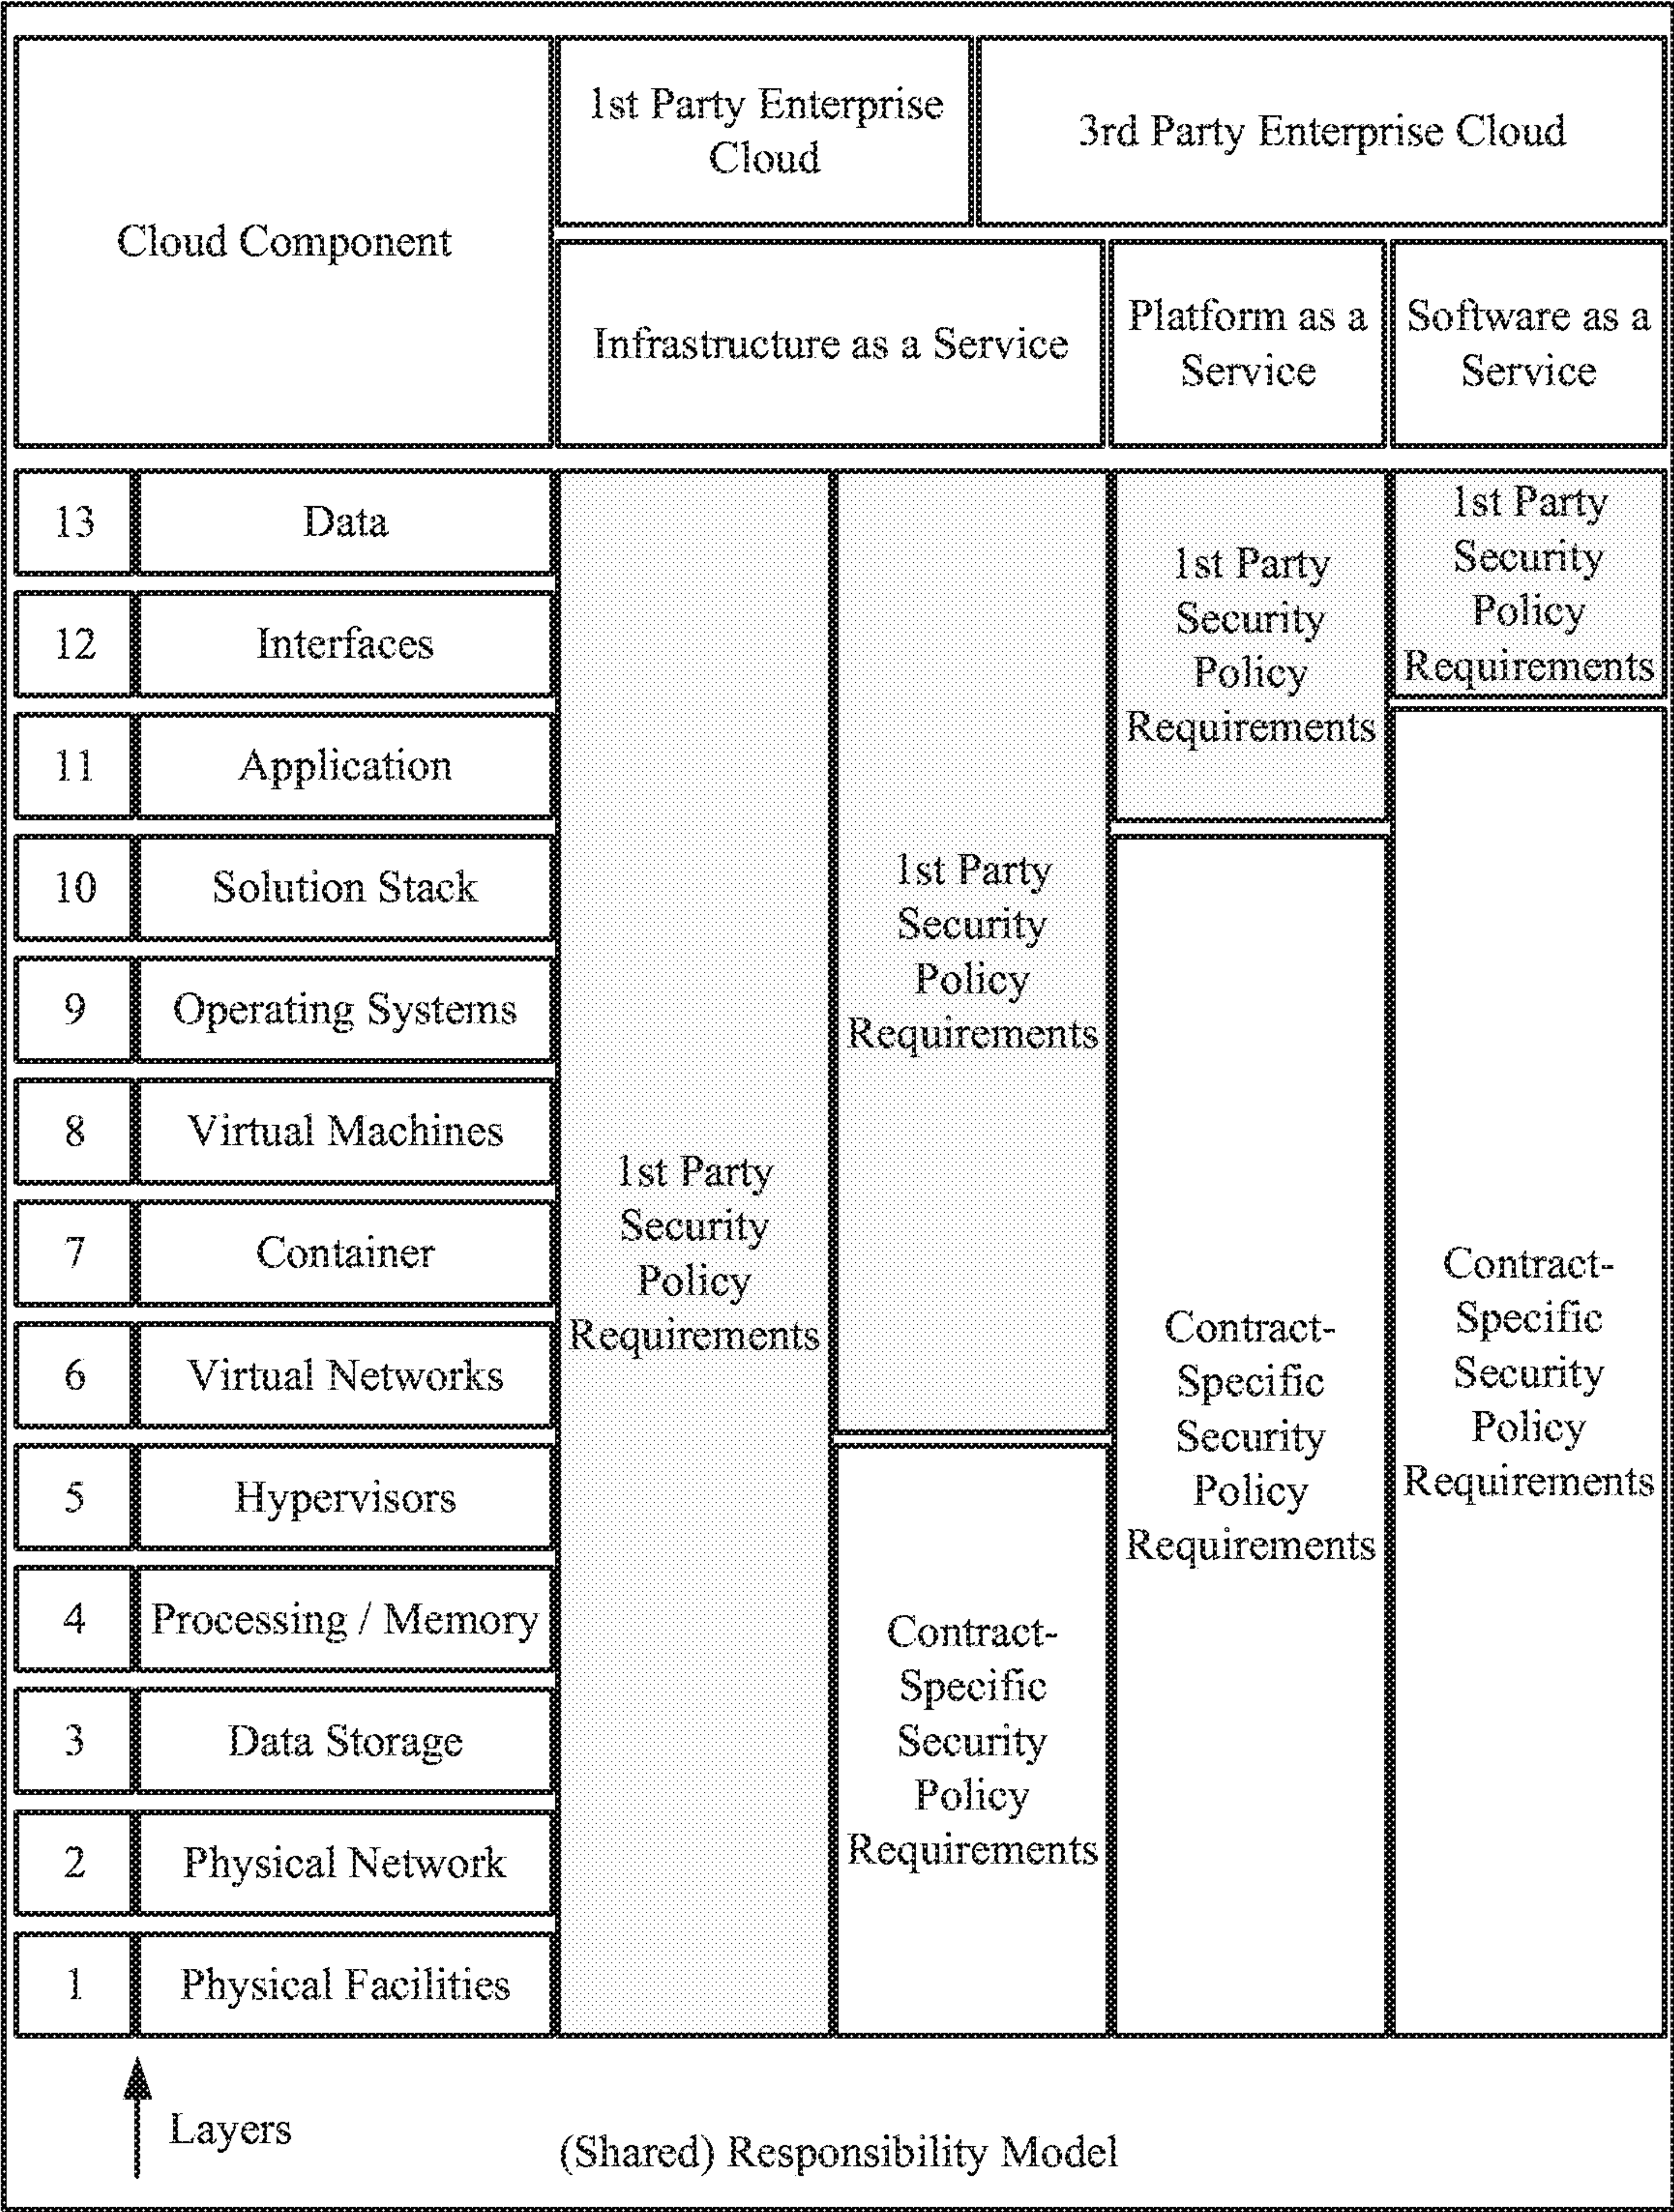 Cloud Component
1st Party Enterprise
Cloud
3rd Party Enterprise Cloud
Infrastructure as a Service
Platform as a
Service
Software as a
Service
13
Data
12
Interfaces
11
Application
10
Solution Stack
9
Operating Systems
8
Virtual Machines
7
Container
6
Virtual Networks
5
Hypervisors
4
Processing / Memory
3
Data Storage
2
Physical Network
1
Physical Facilities
1st Party
Security
Policy
Requirements
1st Party
Security
Policy
Requirements
Contract-
Specific
Security
Policy
Requirements
1st Party
Security
Policy
Requirements
Contract-
Specific
Security
Policy
Requirements
1st Party
Security
Policy
Requirements
Contract-
Specific
Security
Policy
Requirements
Layers
(Shared) Responsibility Model